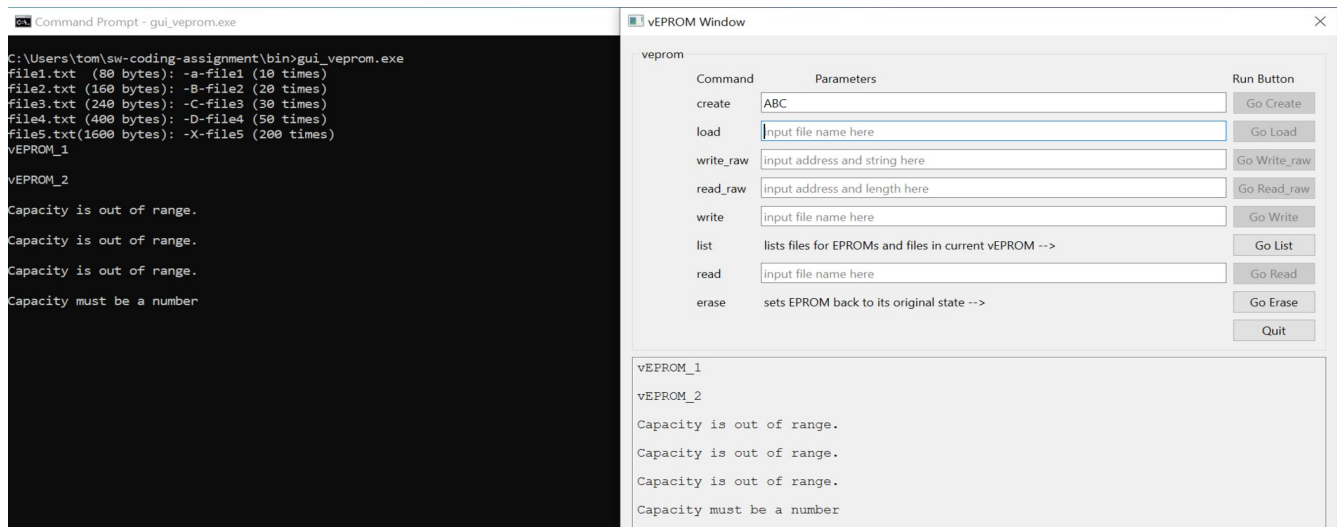 Command Prompt - gui_veprom.exe
C:\Users\tom\sw-coding-assignment\bin>gui_veprom.exe
file1.txt  (80 bytes): -a-file1 (10 times)
file2.txt (160 bytes): -B-file2 (20 times)
file3.txt (240 bytes): -C-file3 (30 times)
file4.txt (400 bytes): -D-file4 (50 times)
file5.txt(1600 bytes): -X-file5 (200 times)
vEPROM_1
vEPROM_2
Capacity is out of range.
Capacity is out of range.
Capacity is out of range.
Capacity must be a number
vEPROM Window
veprom
Command Parameters Run Button
create ABC Go Create
load input file name here Go Load
write_raw input address and string here Go Write_raw
read_raw input address and length here Go Read_raw
write input file name here Go Write
list lists files for EPROMs and files in current vEPROM --> Go List
read input file name here Go Read
erase sets EPROM back to its original state --> Go Erase
Quit
vEPROM_1
vEPROM_2
Capacity is out of range.
Capacity is out of range.
Capacity is out of range.
Capacity must be a number